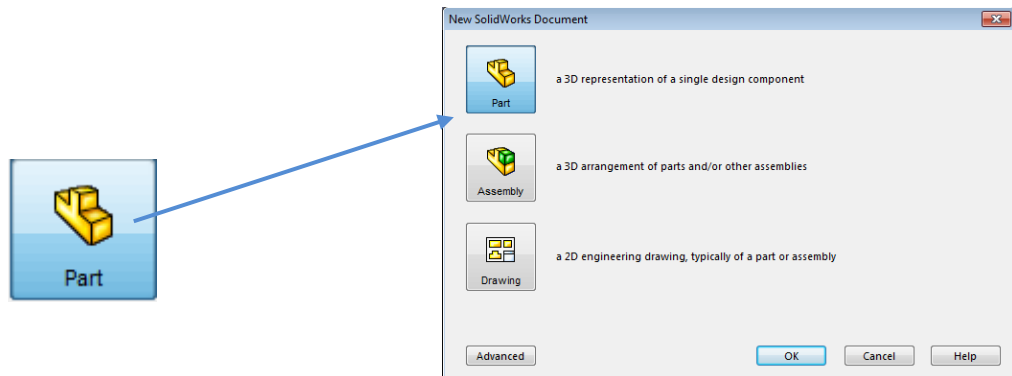 New SolidWorks Document
Part
a 3D representation of a single design component
Assembly
a 3D arrangement of parts and/or other assemblies
Drawing
a 2D engineering drawing, typically of a part or assembly
Advanced
OK
Cancel
Help
Part